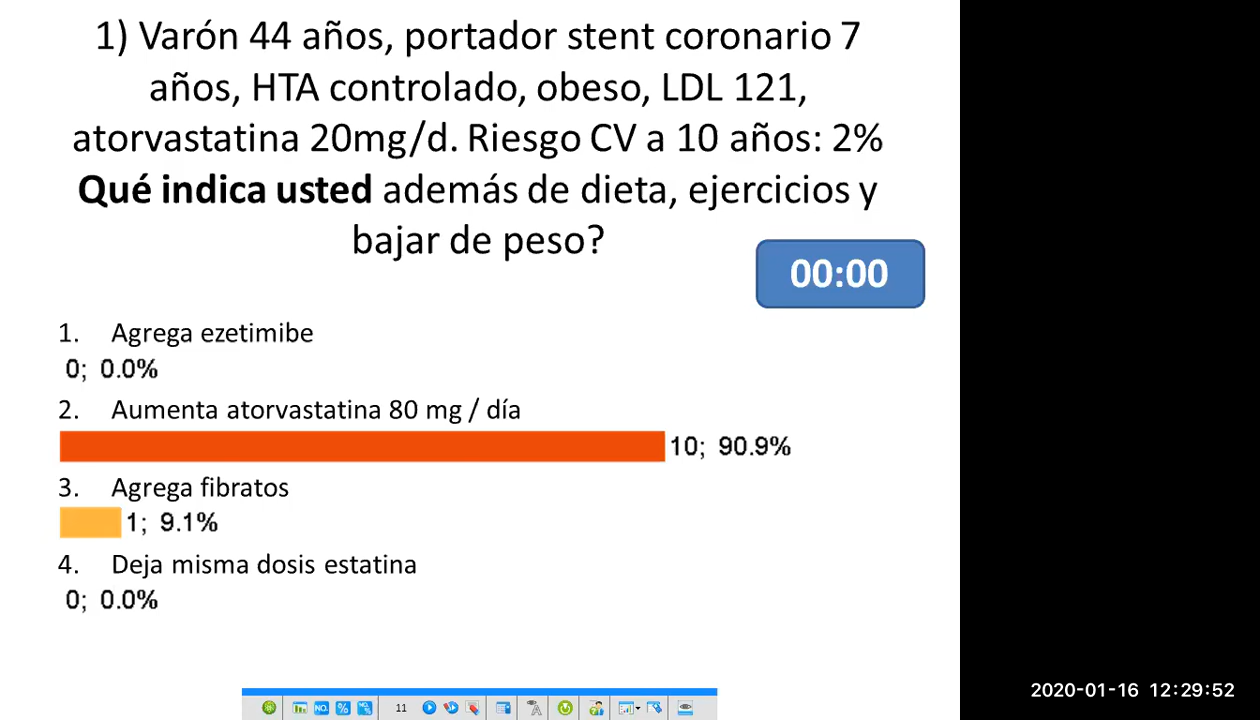 1) Varón 44 años, portador stent coronario 7
años, HTA controlado, obeso, LDL 121,
atorvastatina 20mg/d. Riesgo CV a 10 años: 2%
Qué indica usted además de dieta, ejercicios y
bajar de peso?
00:00
1. Agrega ezetimibe
0; 0.0%
2. Aumenta atorvastatina 80 mg / día
10; 90.9%
3. Agrega fibratos
1; 9.1%
4. Deja misma dosis estatina
0; 0.0%
2020-01-16 12:29:52
NO. % 11